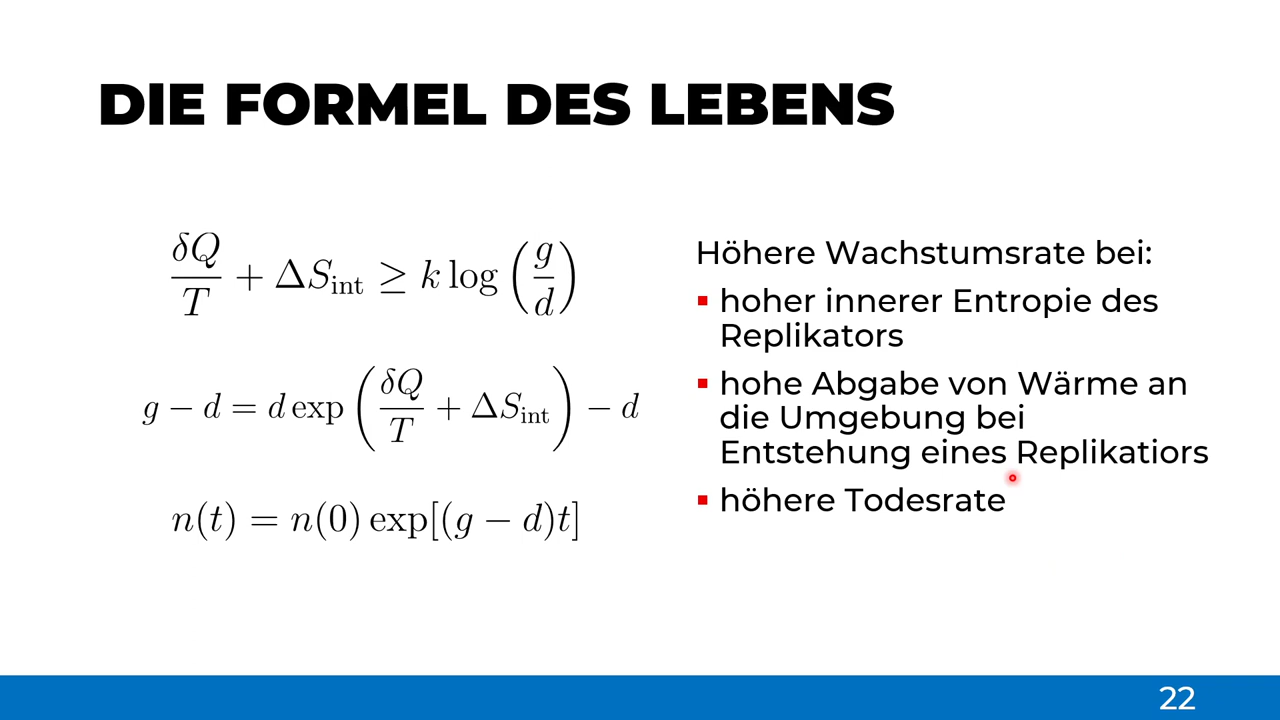 DIE FORMEL DES LEBENS
δQ/T + ΔS_int ≥ k log (g/d)
g − d = d exp (δQ/T + ΔS_int) − d
n(t) = n(0) exp[(g − d)t]
Höhere Wachstumsrate bei:
▪ hoher innerer Entropie des
Replikators
▪ hohe Abgabe von Wärme an
die Umgebung bei
Entstehung eines Replikatiors
▪ höhere Todesrate
22